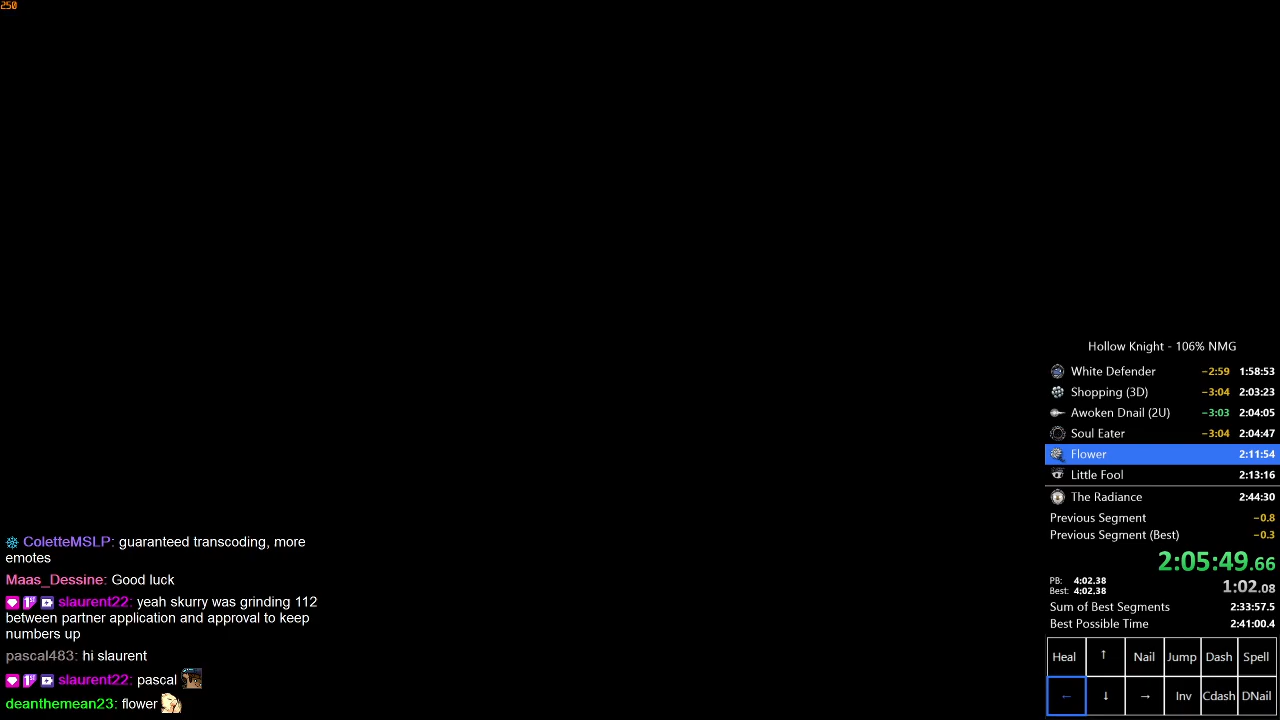 250
Hollow Knight - 106% NMG
White Defender −2:59 1:58:53
Shopping (3D) −3:04 2:03:23
Awoken Dnail (2U) −3:03 2:04:05
Soul Eater −3:04 2:04:47
Flower 2:11:54
Little Fool 2:13:16
The Radiance 2:44:30
Previous Segment −0.8
Previous Segment (Best) −0.3
2:05:49.66
PB: 4:02.38
Best: 4:02.38
1:02.08
Sum of Best Segments 2:33:57.5
Best Possible Time 2:41:00.4
Heal ↑ Nail Jump Dash Spell
← ↓ → Inv Cdash DNail
ColetteMSLP: guaranteed transcoding, more
emotes
Maas_Dessine: Good luck
slaurent22: yeah skurry was grinding 112
between partner application and approval to keep
numbers up
pascal483: hi slaurent
slaurent22: pascal
deanthemean23: flower